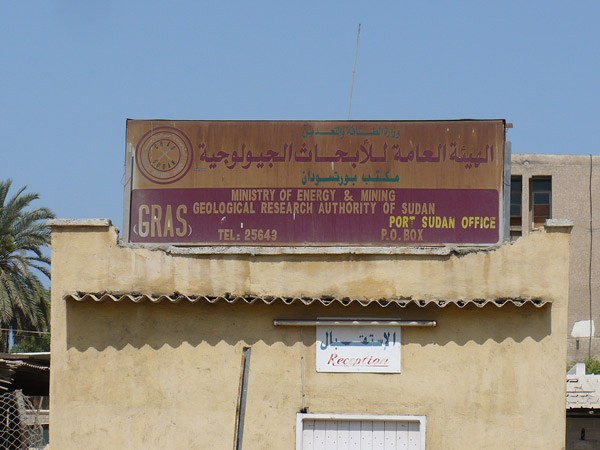 وزارة الطاقة والتعدين
الهيئة العامة للأبحاث الجيولوجية
مكتب بورتسودان
MINISTRY OF ENERGY & MINING
GEOLOGICAL RESEARCH AUTHORITY OF SUDAN
GRAS
PORT SUDAN OFFICE
TEL: 25643
P.O. BOX
الإستقبال
Reception